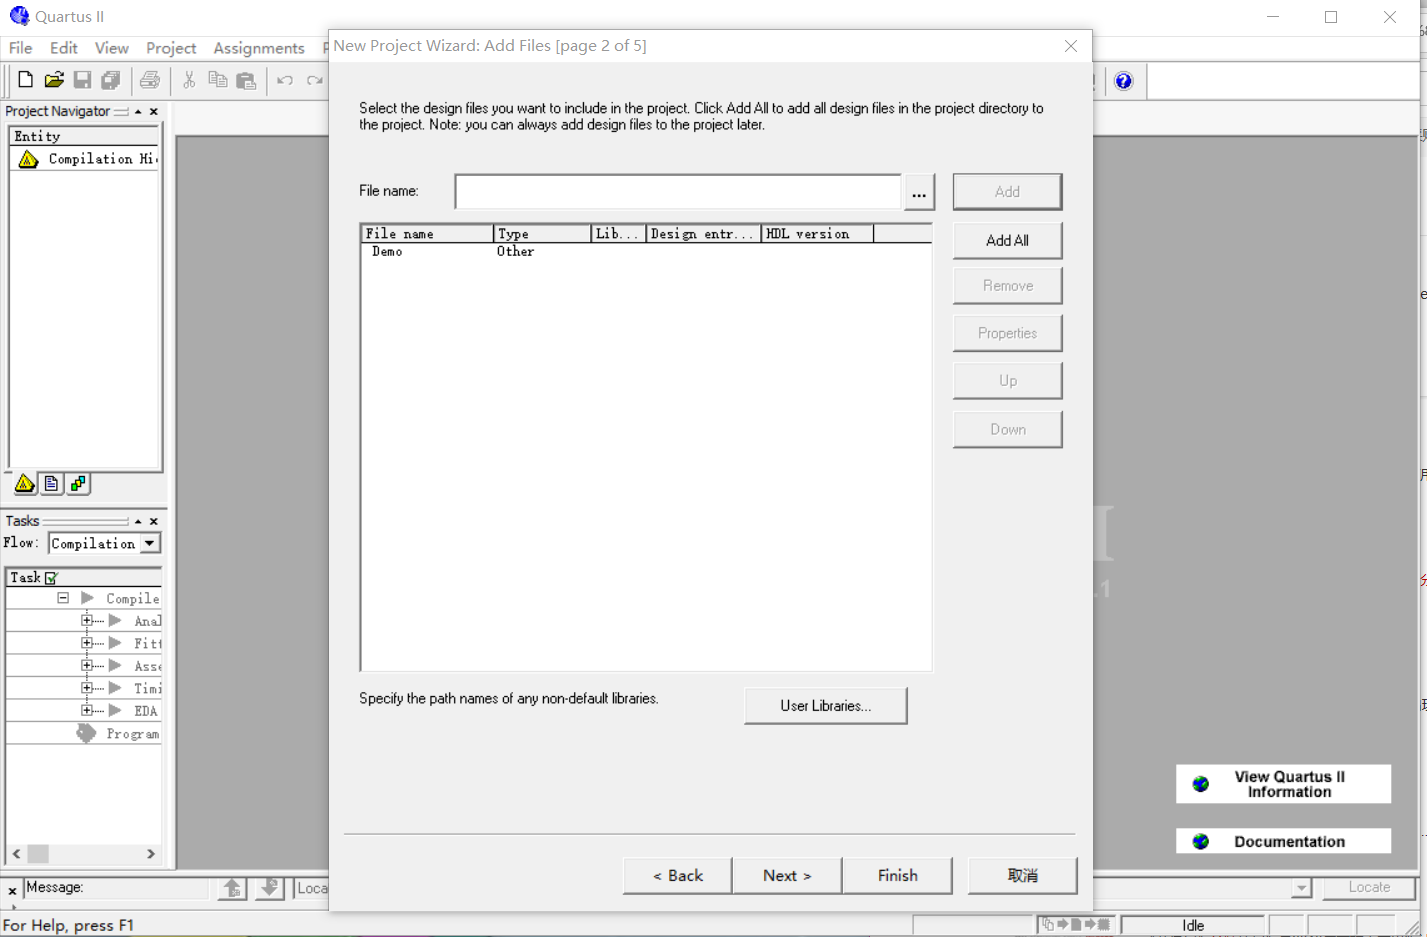 Quartus II
File Edit View Project Assignments
New Project Wizard: Add Files [page 2 of 5]
Project Navigator
Entity
Compilation Hi
Select the design files you want to include in the project. Click Add All to add all design files in the project directory to
the project. Note: you can always add design files to the project later.
File name:
...
Add
File name Type Lib... Design entr... HDL version
Demo Other
Add All
Remove
Properties
Up
Down
Tasks
Flow: Compilation
Task
Compile
Anal
Fitt
Asse
Timi
EDA
Program
Specify the path names of any non-default libraries.
User Libraries...
I
.1
View Quartus II
Information
Documentation
< Back Next > Finish 取消
Message:
Loca
Locate
For Help, press F1
Idle